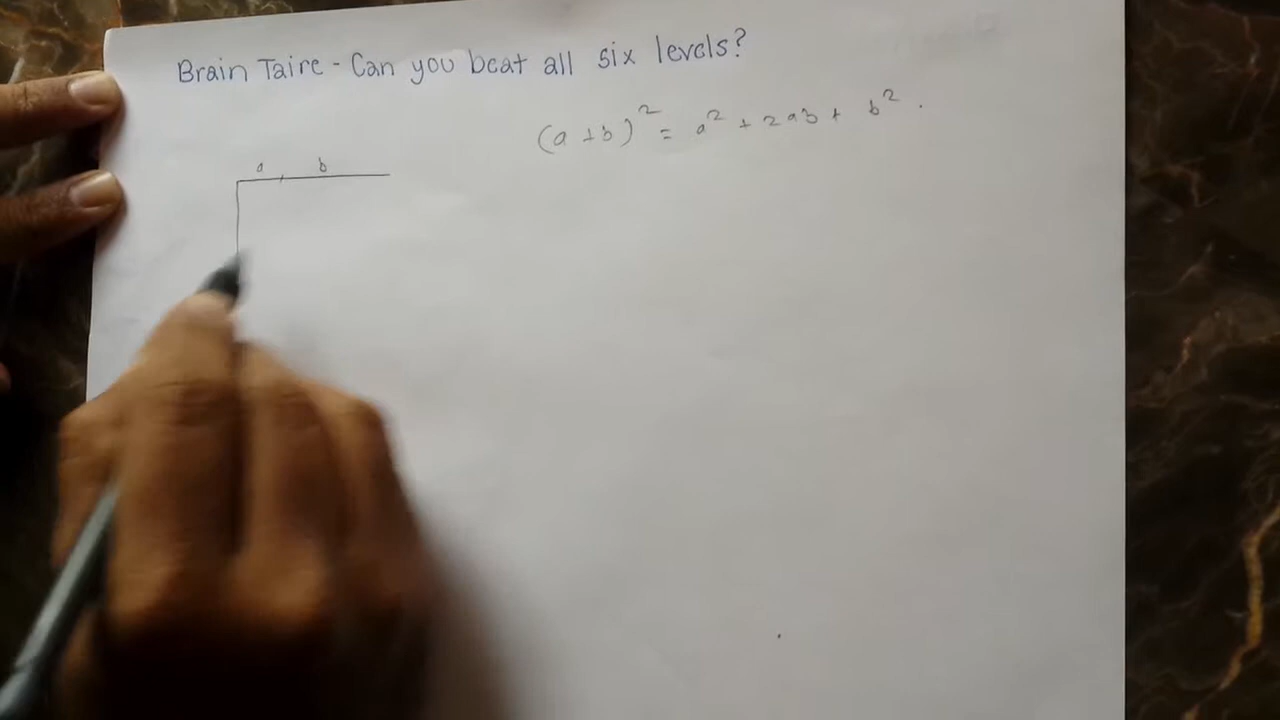 Brain Taire - Can you beat all six levels?
(a + b)² = a² + 2ab + b².
a b